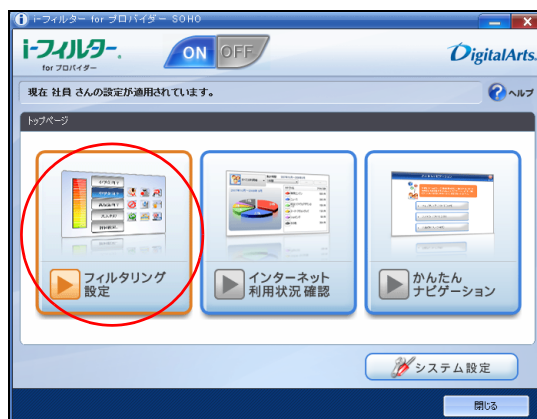 i-フィルター for プロバイダー SOHO
i-フィルター.
for プロバイダー
ON OFF
DigitalArts.
現在 社員 さんの設定が適用されています。
ヘルプ
トップページ
フィルタリング
設定
インターネット
利用状況確認
かんたん
ナビゲーション
システム設定
閉じる